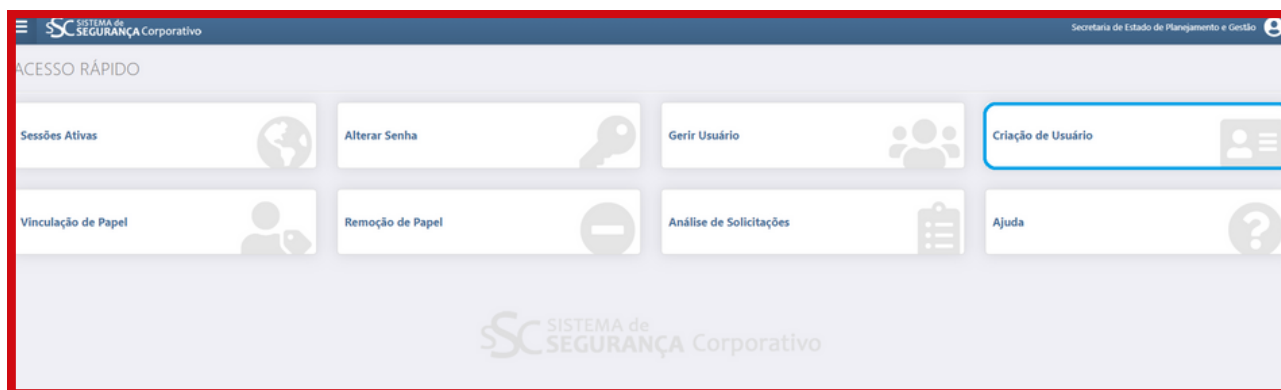 SSC SISTEMA de
SEGURANÇA Corporativo
Secretaria de Estado de Planejamento e Gestão
ACESSO RÁPIDO
Sessões Ativas
Alterar Senha
Gerir Usuário
Criação de Usuário
Vinculação de Papel
Remoção de Papel
Análise de Solicitações
Ajuda
SSC SISTEMA de
SEGURANÇA Corporativo